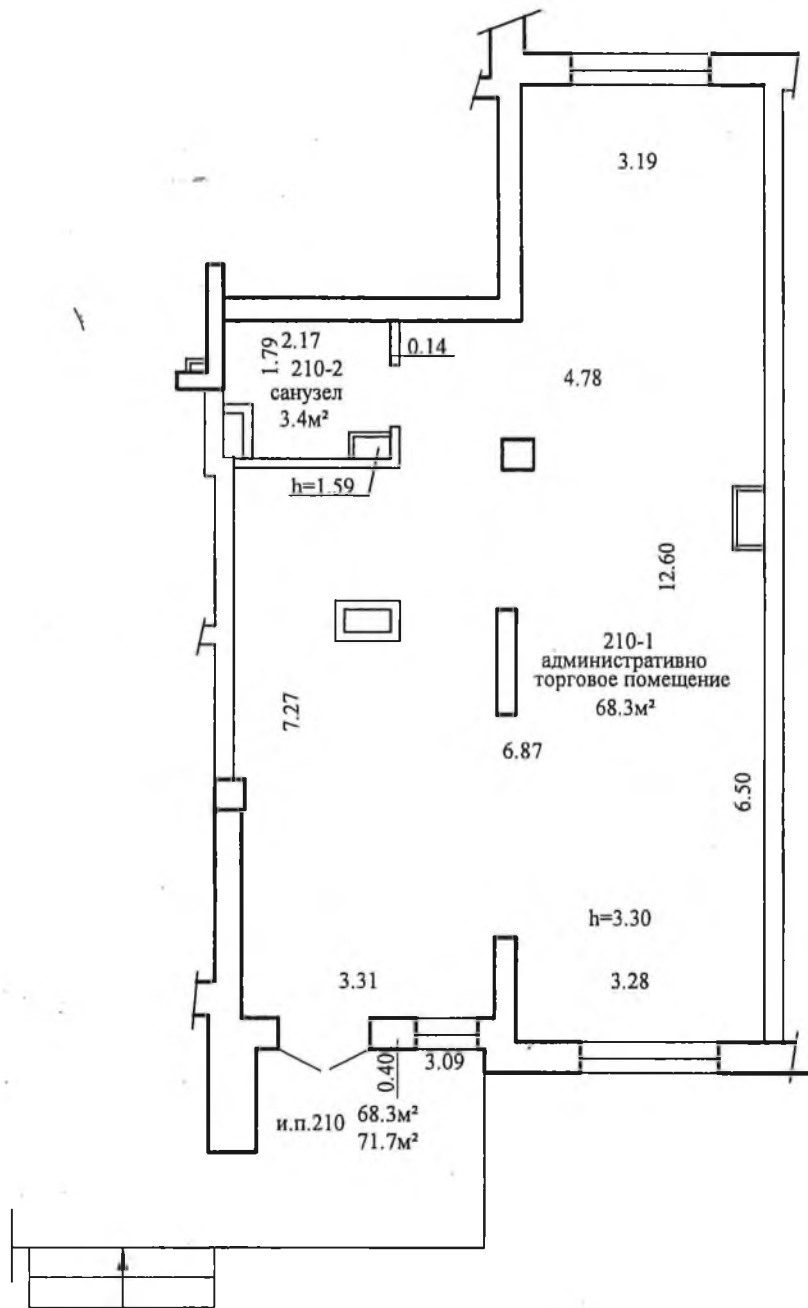 3.19
2.17
1.79
0.14
210-2
санузел
3.4м²
4.78
h=1.59
12.60
210-1
административно
торговое помещение
68.3м²
7.27
6.87
6.50
h=3.30
3.31
3.28
0.40
3.09
и.п.210
68.3м²
71.7м²